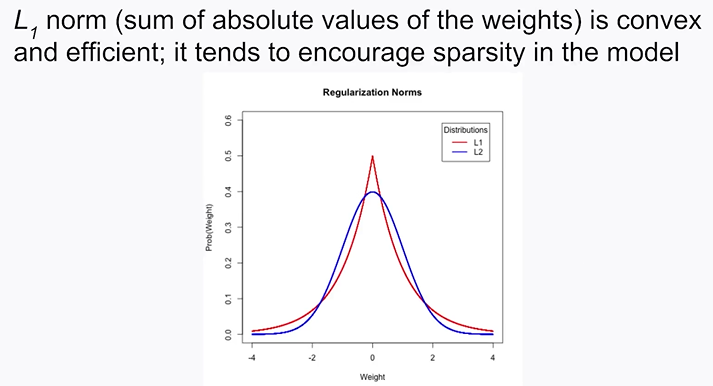 L1 norm (sum of absolute values of the weights) is convex
and efficient; it tends to encourage sparsity in the model
Regularization Norms
Distributions
L1
L2
Prob(Weight)
0.6
0.5
0.4
0.3
0.2
0.1
0.0
-4 -2 0 2 4
Weight